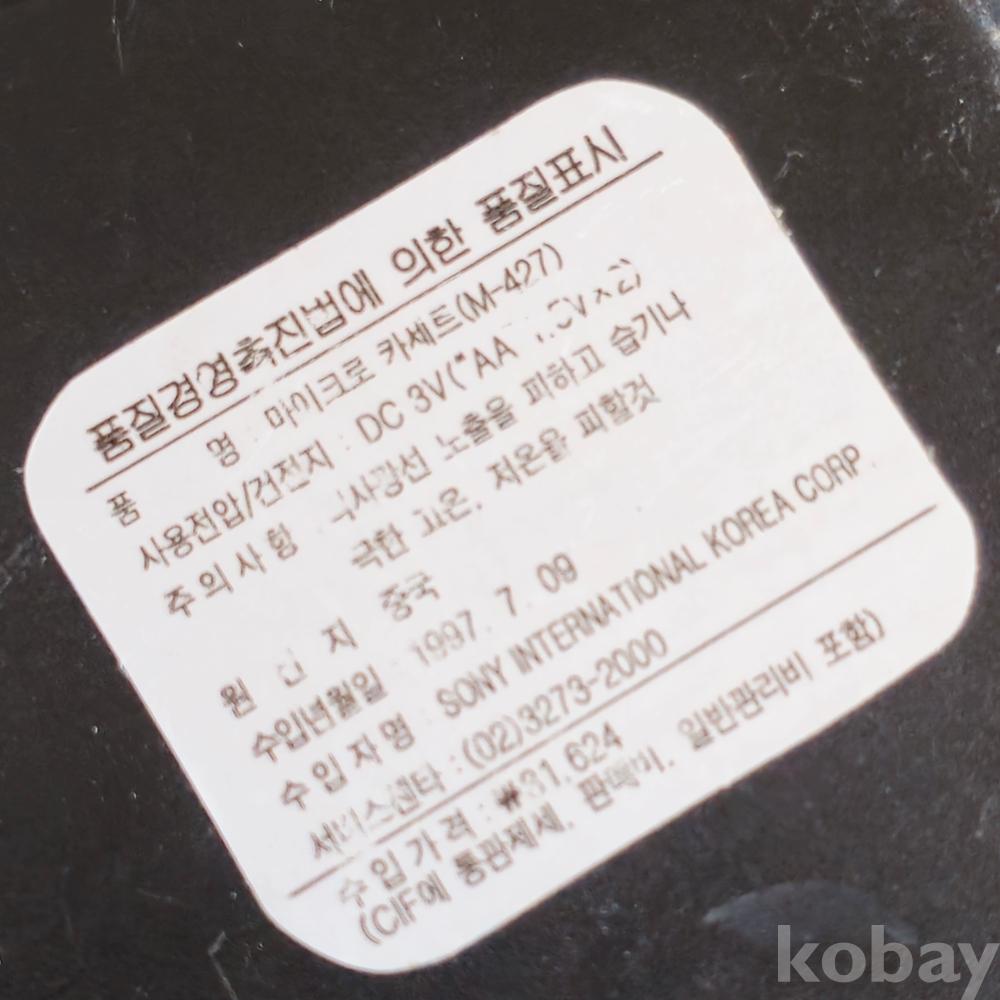 품질경영촉진법에 의한 품질표시
품 명 : 마이크로 카세트(M-427)
사용전압/건전지 : DC 3V("AA" 1.5V×2)
주의사항 : 직사광선 노출을 피하고 습기나
극한 고온, 저온을 피할것
원 산 지 중국
수입년월일 1997. 7. 09
수입자명 SONY INTERNATIONAL KOREA CORP.
서비스센타 : (02)3273-2000
수입가격 : ₩31,624
(CIF에 통관제세, 판매비, 일반관리비 포함)
kobay